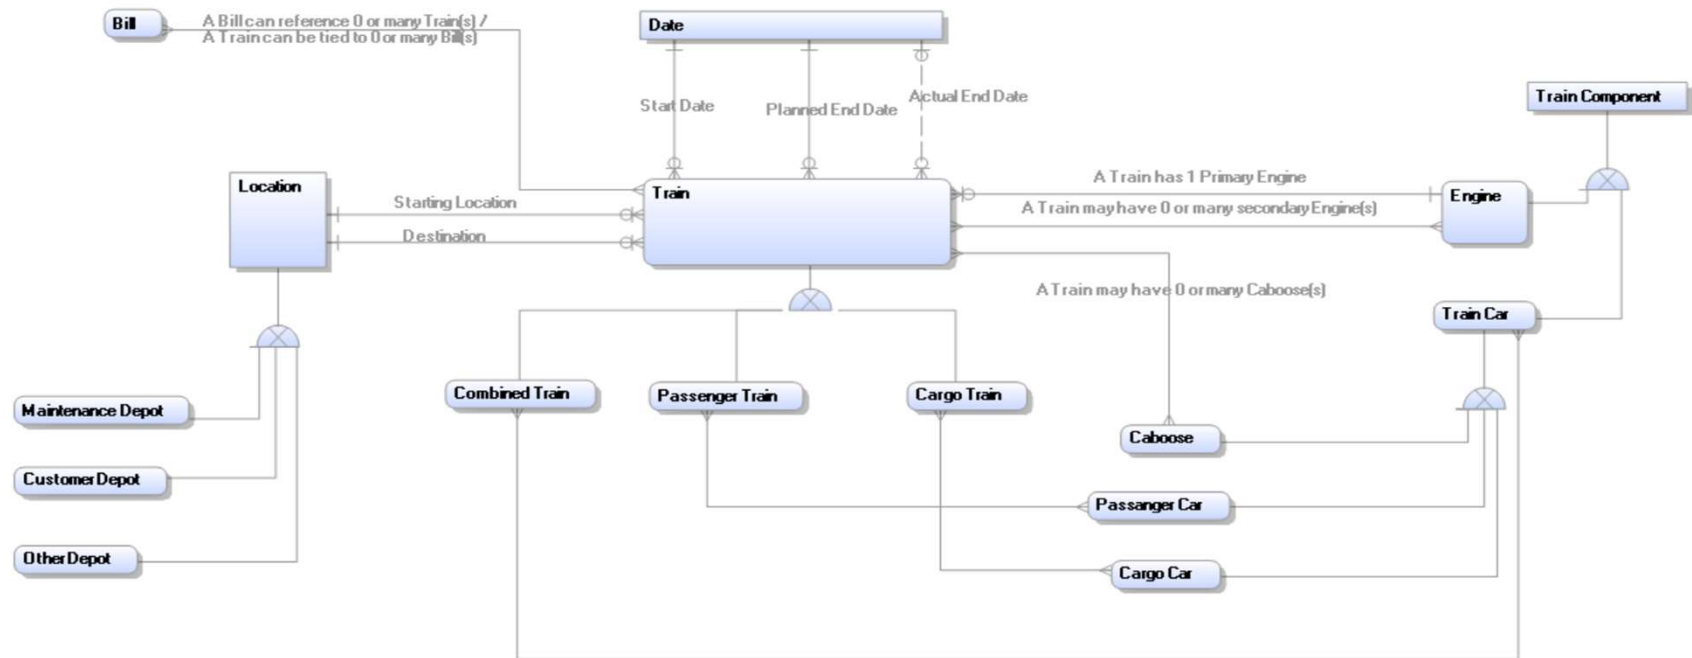 Bill
A Bill can reference 0 or many Train(s) /
A Train can be tied to 0 or many Bill(s)
Date
Start Date
Planned End Date
Actual End Date
Train Component
Location
Starting Location
Destination
Train
A Train has 1 Primary Engine
A Train may have 0 or many secondary Engine(s)
Engine
A Train may have 0 or many Caboose(s)
Train Car
Combined Train
Passenger Train
Cargo Train
Maintenance Depot
Customer Depot
Other Depot
Caboose
Passanger Car
Cargo Car